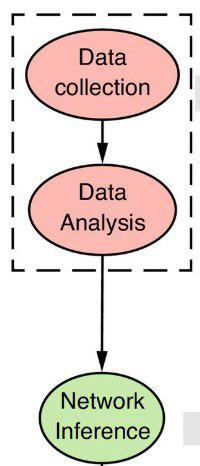 Data
collection
Data
Analysis
Network
Inference